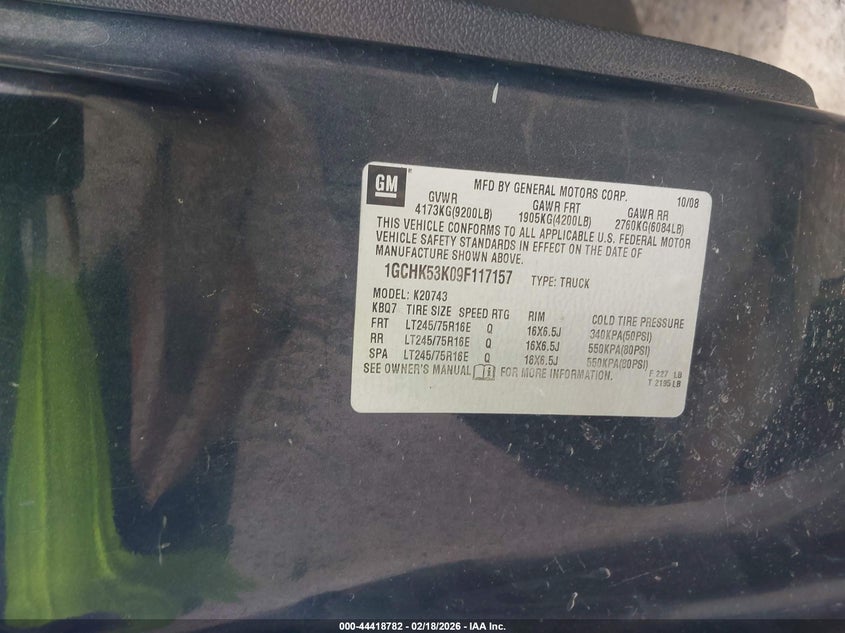 GM
MFD BY GENERAL MOTORS CORP. 10/08
GVWR GAWR FRT GAWR RR
4173KG(9200LB) 1905KG(4200LB) 2760KG(6084LB)
THIS VEHICLE CONFORMS TO ALL APPLICABLE U.S. FEDERAL MOTOR
VEHICLE SAFETY STANDARDS IN EFFECT ON THE DATE OF
MANUFACTURE SHOWN ABOVE.
1GCHK53K09F117157 TYPE: TRUCK
MODEL: K20743
KBQ7 TIRE SIZE SPEED RTG RIM COLD TIRE PRESSURE
FRT LT245/75R16E Q 16X6.5J 340KPA(50PSI)
RR LT245/75R16E Q 16X6.5J 550KPA(80PSI)
SPA LT245/75R16E Q 16X6.5J 550KPA(80PSI)
SEE OWNER'S MANUAL FOR MORE INFORMATION.
F 227 LB
T 2195 LB
000-44418782 - 02/18/2026 - IAA Inc.